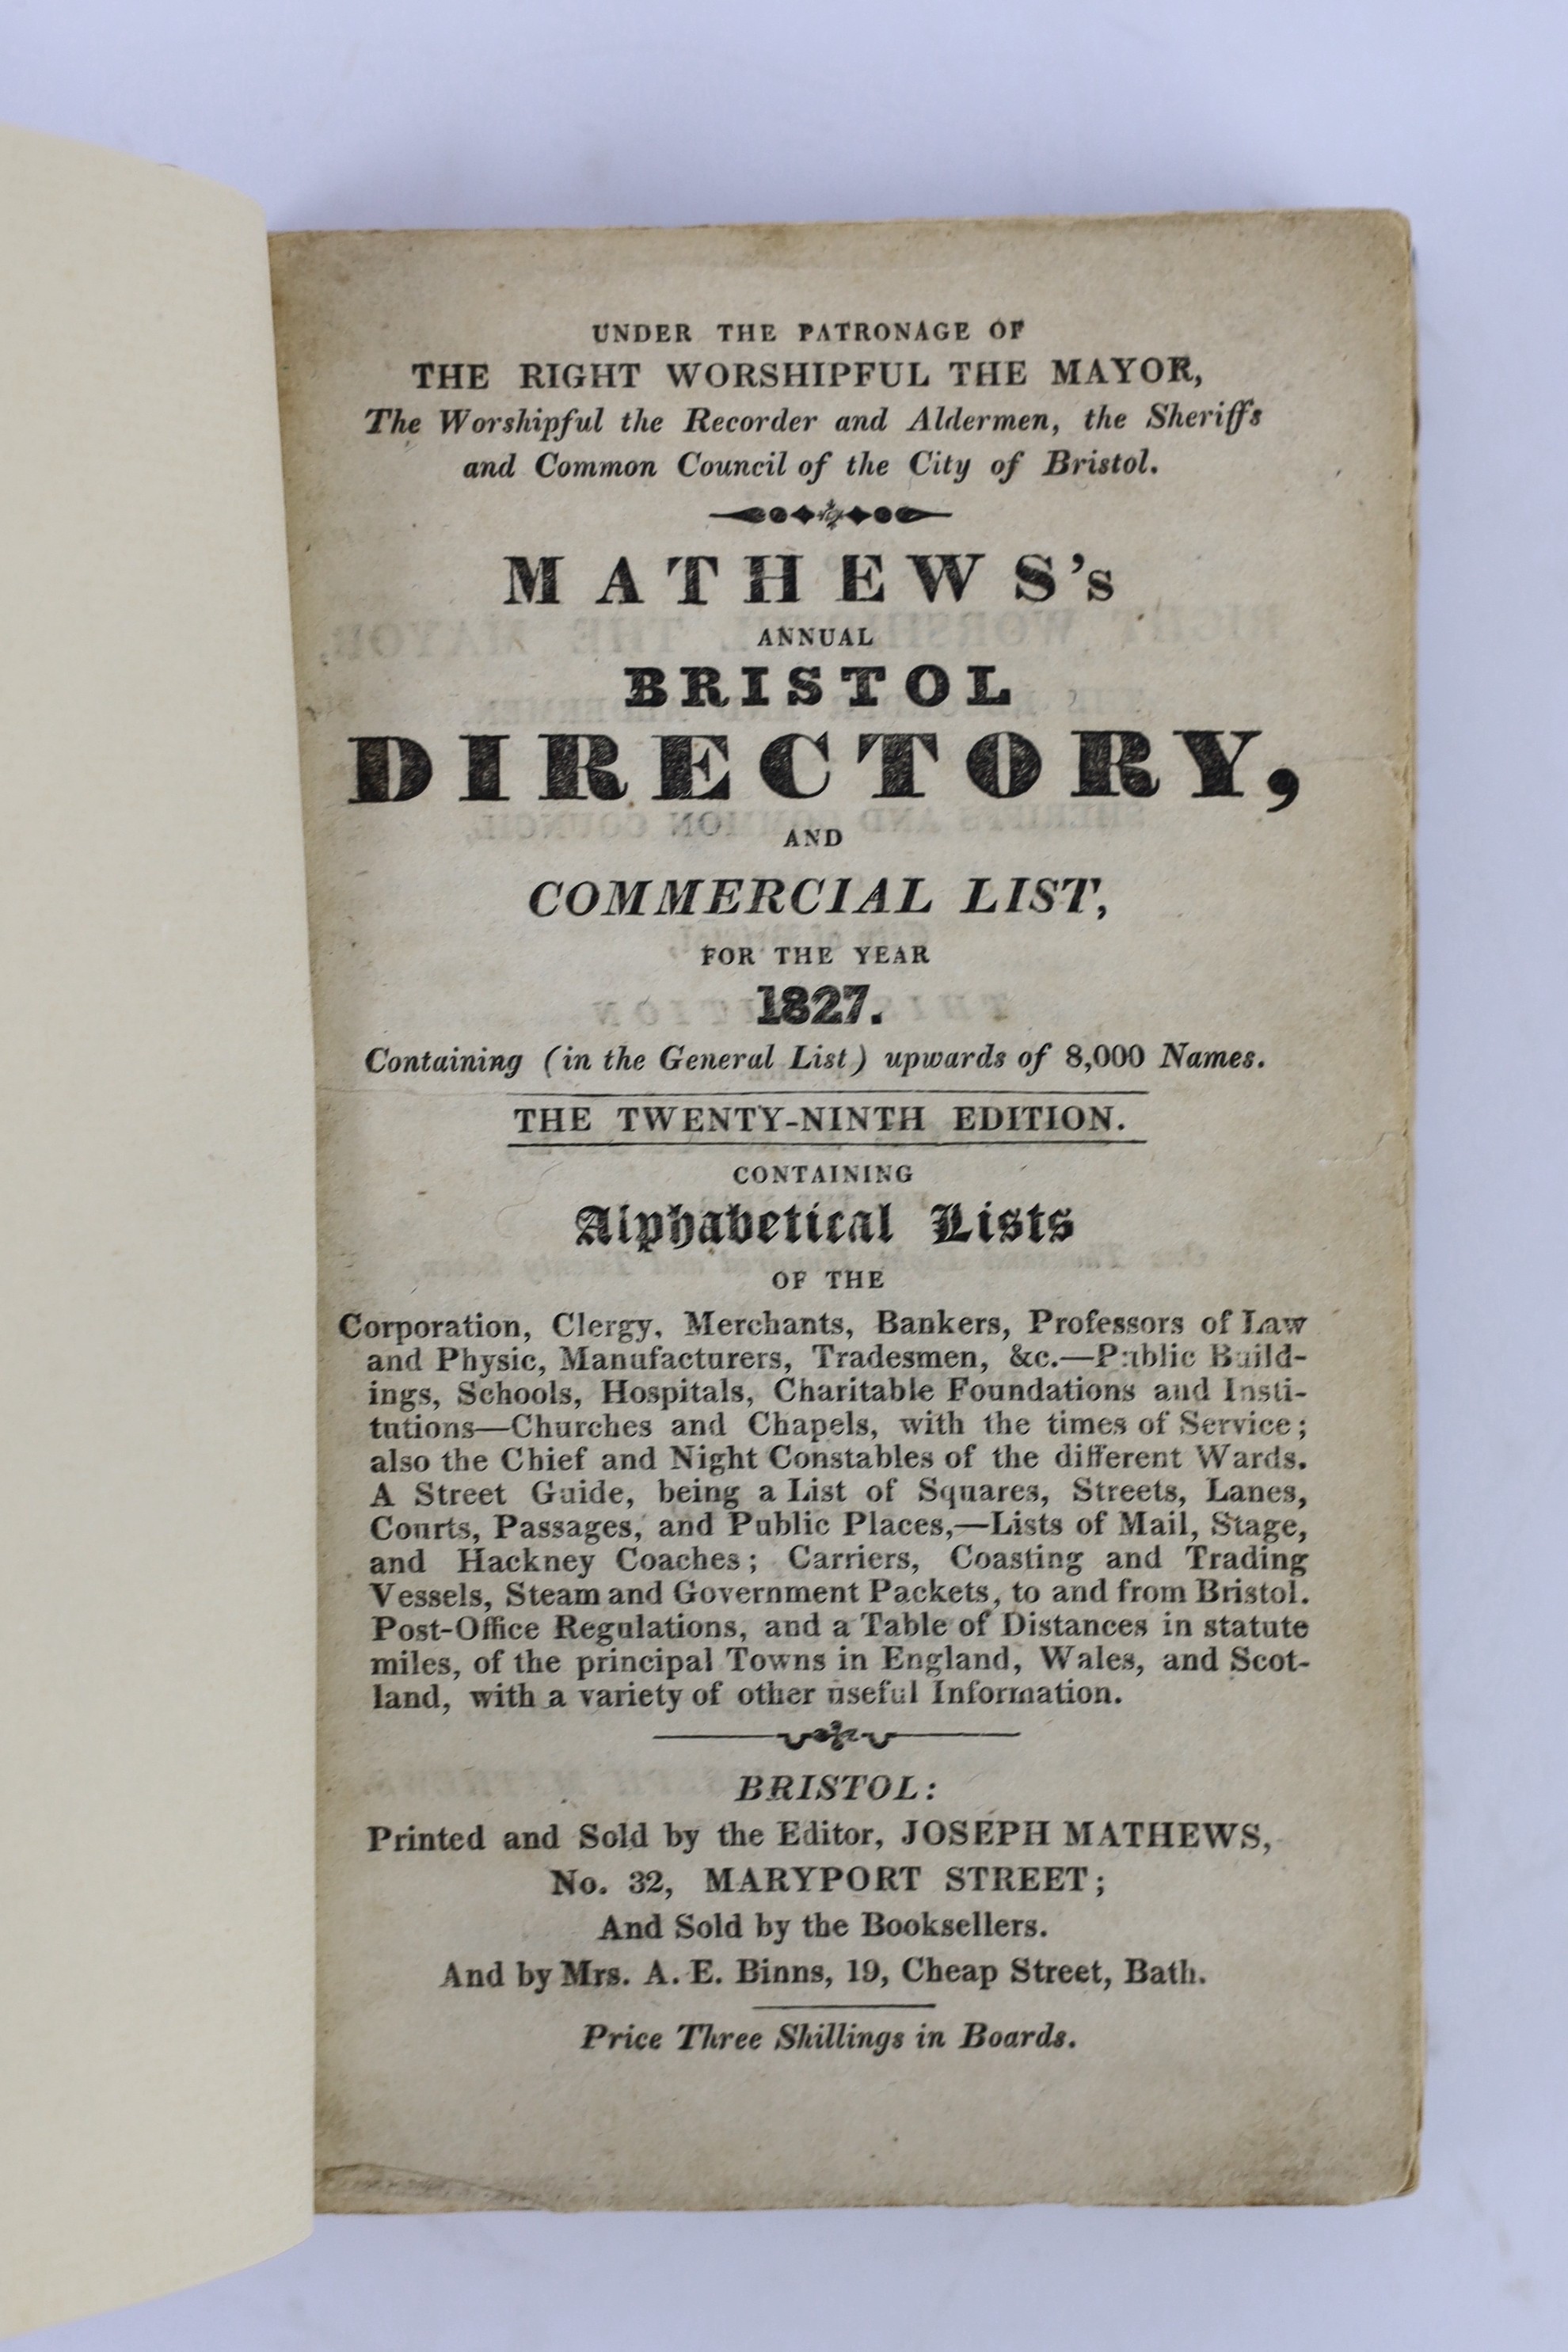 UNDER THE PATRONAGE OF
THE RIGHT WORSHIPFUL THE MAYOR,
The Worshipful the Recorder and Aldermen, the Sheriffs
and Common Council of the City of Bristol.
MATHEWS's
ANNUAL
BRISTOL
DIRECTORY,
AND
COMMERCIAL LIST,
FOR THE YEAR
1827.
Containing (in the General List) upwards of 8,000 Names.
THE TWENTY-NINTH EDITION.
CONTAINING
Alphabetical Lists
OF THE
Corporation, Clergy, Merchants, Bankers, Professors of Law
and Physic, Manufacturers, Tradesmen, &c.—Public Build-
ings, Schools, Hospitals, Charitable Foundations and Insti-
tutions—Churches and Chapels, with the times of Service;
also the Chief and Night Constables of the different Wards.
A Street Guide, being a List of Squares, Streets, Lanes,
Courts, Passages, and Public Places,—Lists of Mail, Stage,
and Hackney Coaches; Carriers, Coasting and Trading
Vessels, Steam and Government Packets, to and from Bristol.
Post-Office Regulations, and a Table of Distances in statute
miles, of the principal Towns in England, Wales, and Scot-
land, with a variety of other useful Information.
BRISTOL:
Printed and Sold by the Editor, JOSEPH MATHEWS,
No. 32, MARYPORT STREET;
And Sold by the Booksellers.
And by Mrs. A. E. Binns, 19, Cheap Street, Bath.
Price Three Shillings in Boards.